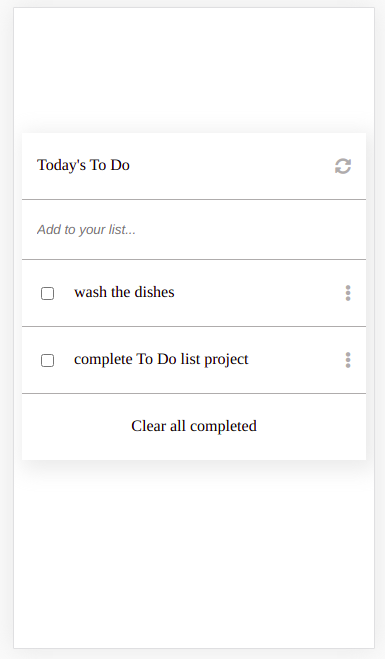 Today's To Do
Add to your list...
wash the dishes
complete To Do list project
Clear all completed